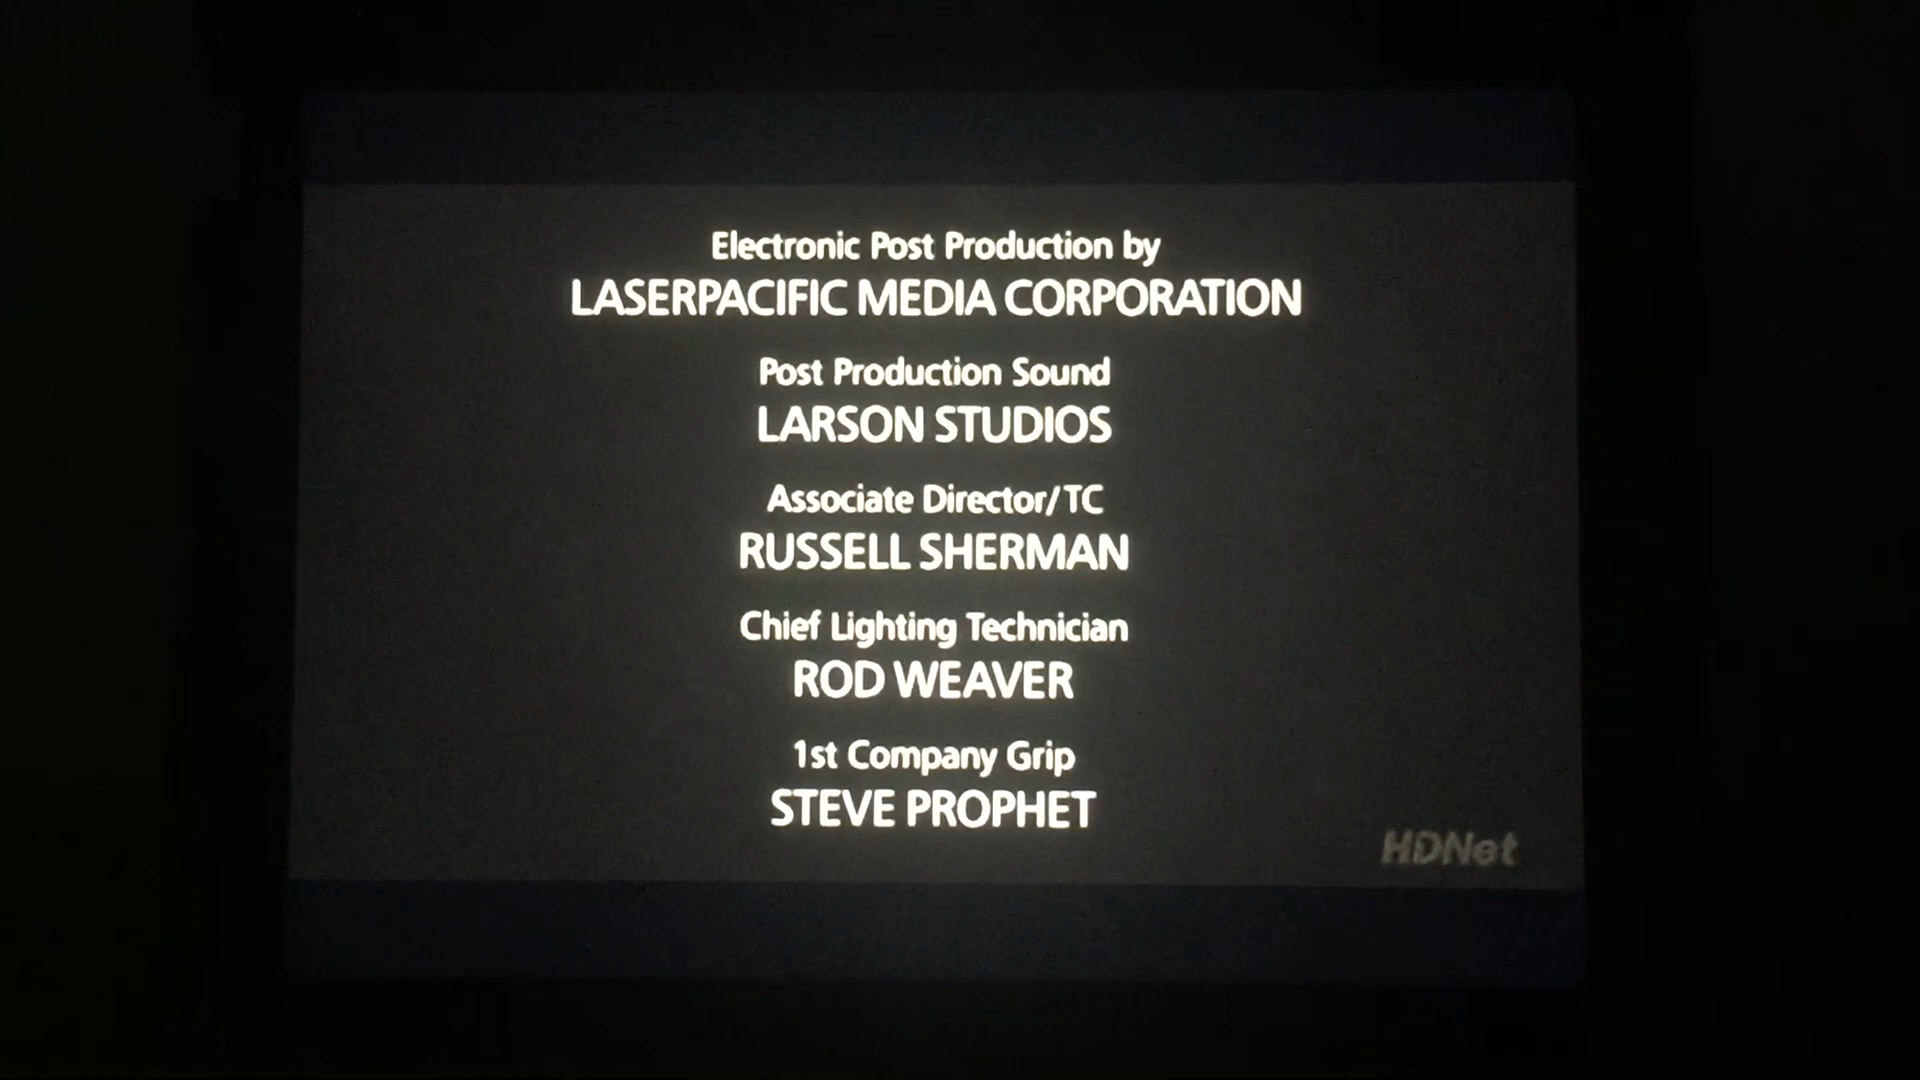 Electronic Post Production by
LASERPACIFIC MEDIA CORPORATION
Post Production Sound
LARSON STUDIOS
Associate Director/TC
RUSSELL SHERMAN
Chief Lighting Technician
ROD WEAVER
1st Company Grip
STEVE PROPHET
HDNet